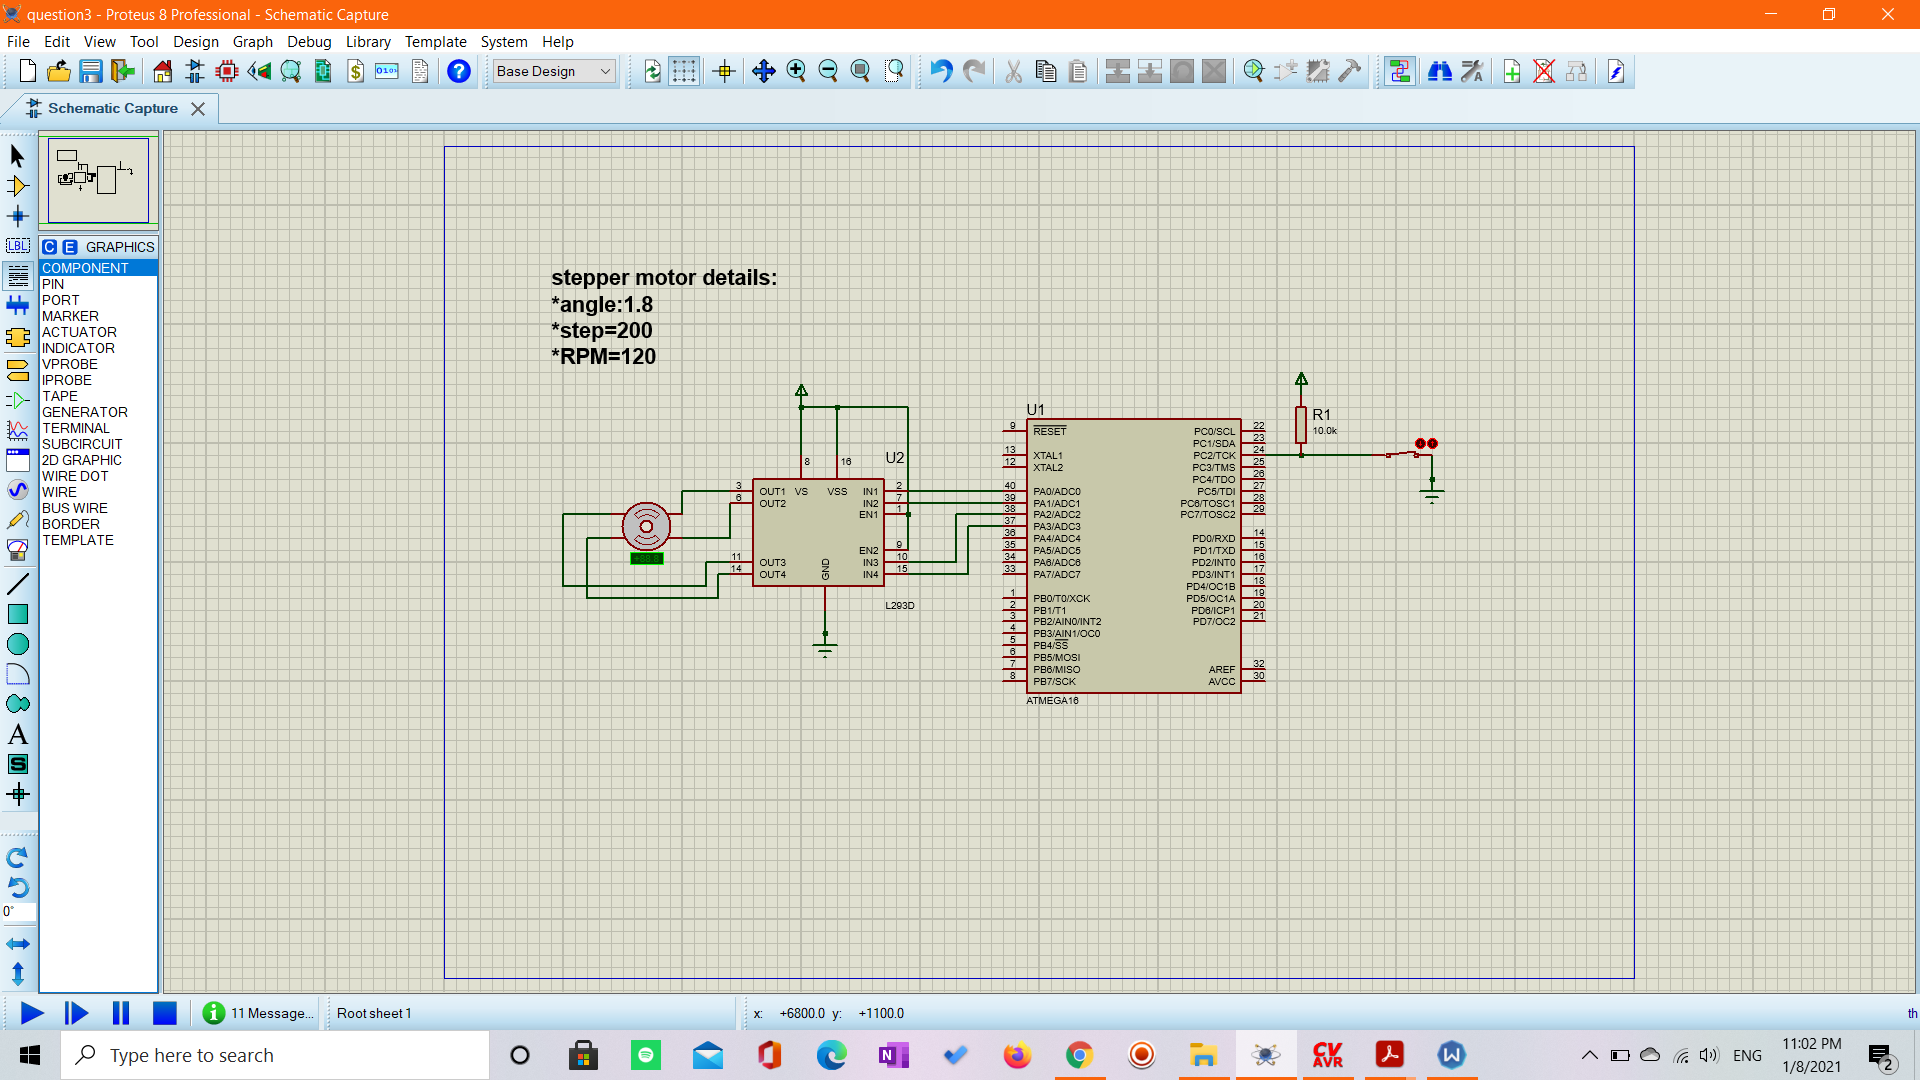 question3 - Proteus 8 Professional - Schematic Capture
File Edit View Tool Design Graph Debug Library Template System Help
Base Design
Schematic Capture
C E GRAPHICS
COMPONENT
PIN
PORT
MARKER
ACTUATOR
INDICATOR
VPROBE
IPROBE
TAPE
GENERATOR
TERMINAL
SUBCIRCUIT
2D GRAPHIC
WIRE DOT
WIRE
BUS WIRE
BORDER
TEMPLATE
LBL
A
S
0°
stepper motor details:
*angle:1.8
*step=200
*RPM=120
U2
8
16
VS
VSS
3 OUT1
6 OUT2
11 OUT3
14 OUT4
IN1 2
IN2 7
EN1 1
EN2 9
IN3 10
IN4 15
GND
L293D
U1
9 RESET
13 XTAL1
12 XTAL2
40 PA0/ADC0
39 PA1/ADC1
38 PA2/ADC2
37 PA3/ADC3
36 PA4/ADC4
35 PA5/ADC5
34 PA6/ADC6
33 PA7/ADC7
1 PB0/T0/XCK
2 PB1/T1
3 PB2/AIN0/INT2
4 PB3/AIN1/OC0
5 PB4/SS
6 PB5/MOSI
7 PB6/MISO
8 PB7/SCK
PC0/SCL 22
PC1/SDA 23
PC2/TCK 24
PC3/TMS 25
PC4/TDO 26
PC5/TDI 27
PC6/TOSC1 28
PC7/TOSC2 29
PD0/RXD 14
PD1/TXD 15
PD2/INT0 16
PD3/INT1 17
PD4/OC1B 18
PD5/OC1A 19
PD6/ICP1 20
PD7/OC2 21
AREF 32
AVCC 30
ATMEGA16
R1
10.0k
11 Message...
Root sheet 1
x: +6800.0 y: +1100.0
th
Type here to search
CV
AVR
ENG
11:02 PM
1/8/2021
2